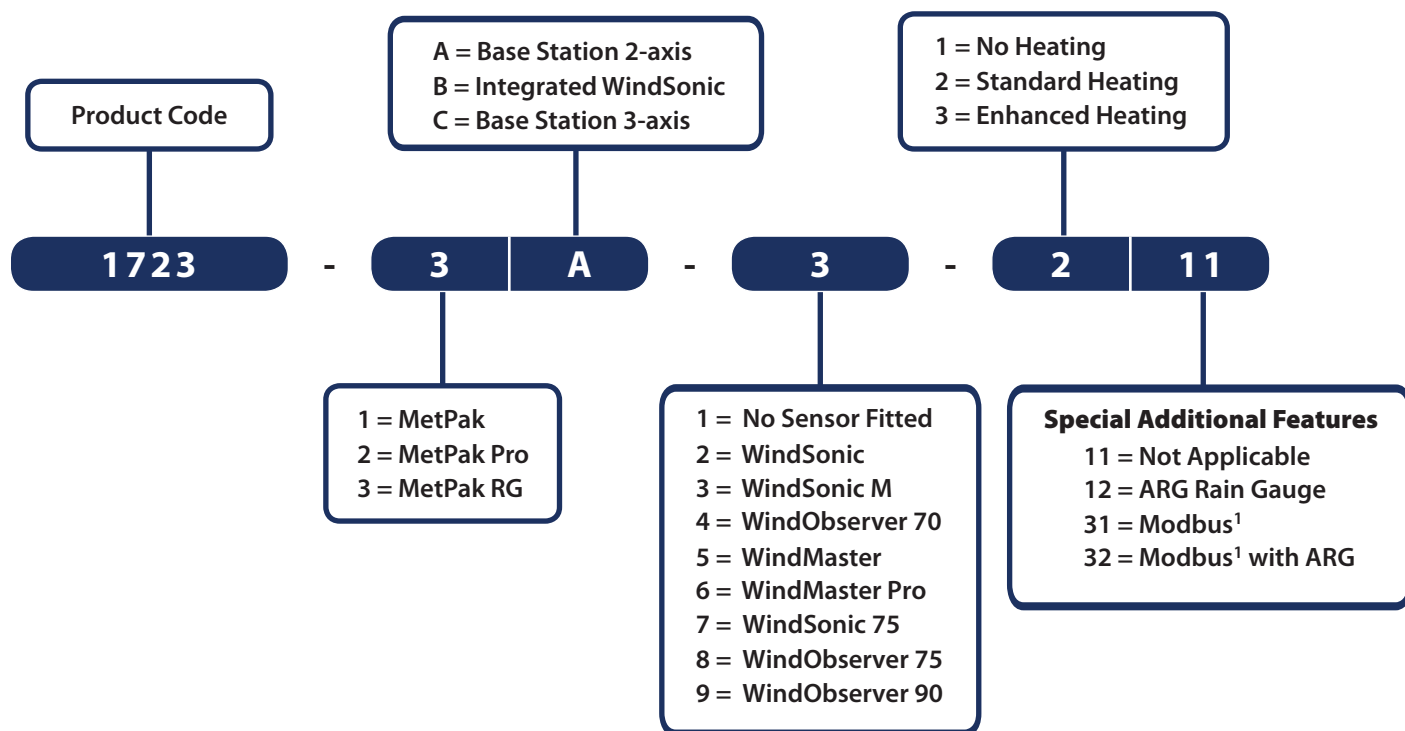 Product Code
A = Base Station 2-axis
B = Integrated WindSonic
C = Base Station 3-axis
1 = No Heating
2 = Standard Heating
3 = Enhanced Heating
1723 - 3 A - 3 - 2 11
1 = MetPak
2 = MetPak Pro
3 = MetPak RG
1 = No Sensor Fitted
2 = WindSonic
3 = WindSonic M
4 = WindObserver 70
5 = WindMaster
6 = WindMaster Pro
7 = WindSonic 75
8 = WindObserver 75
9 = WindObserver 90
Special Additional Features
11 = Not Applicable
12 = ARG Rain Gauge
31 = Modbus¹
32 = Modbus¹ with ARG